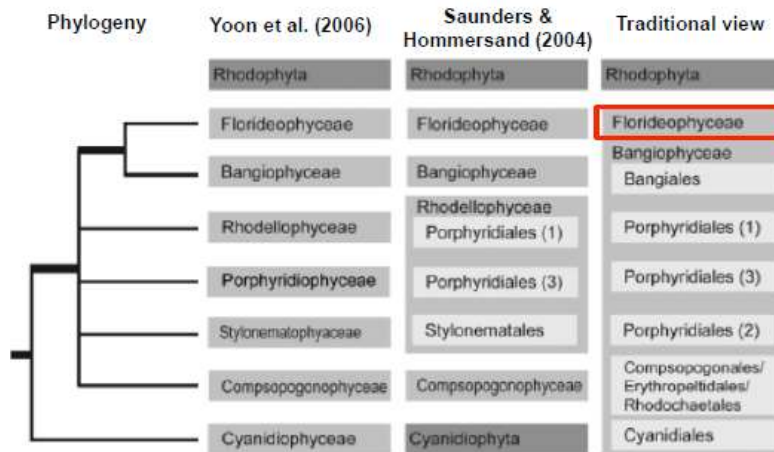 Phylogeny
Yoon et al. (2006)
Saunders &
Hommersand (2004)
Traditional view
Rhodophyta
Rhodophyta
Rhodophyta
Florideophyceae
Florideophyceae
Florideophyceae
Bangiophyceae
Bangiophyceae
Bangiophyceae
Bangiales
Rhodellophyceae
Rhodellophyceae
Porphyridiales (1)
Porphyridiales (1)
Porphyridiophyceae
Porphyridiales (3)
Porphyridiales (3)
Stylonematophyaceae
Stylonematales
Porphyridiales (2)
Compsopogonophyceae
Compsopogonophyceae
Compsopogonales/
Erythropeltidales/
Rhodochaetales
Cyanidiophyceae
Cyanidiophyta
Cyanidiales